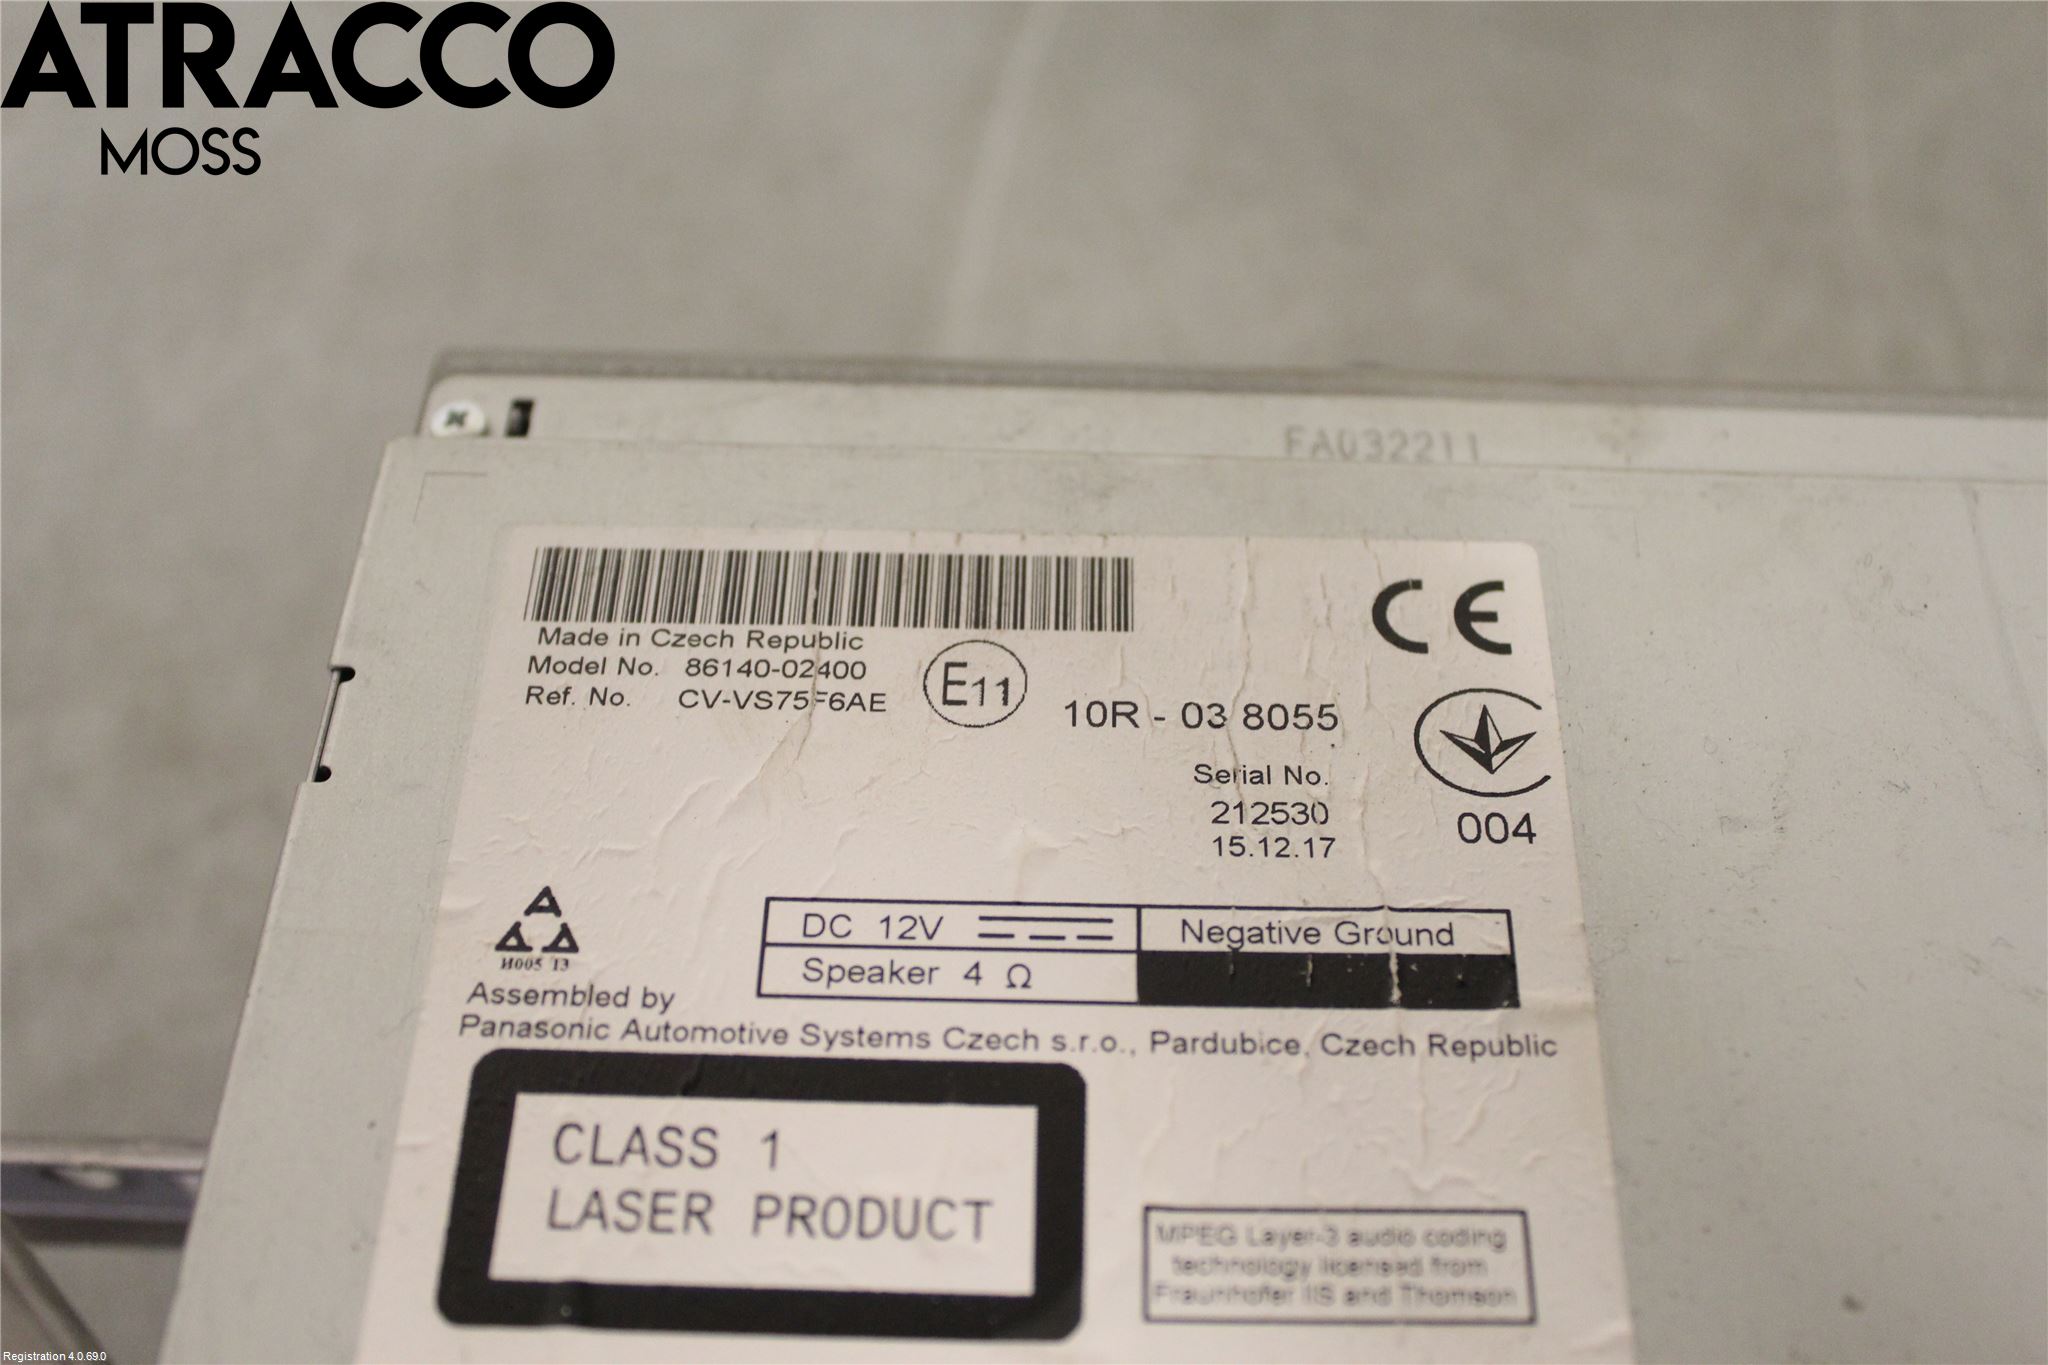 ATRACCO
MOSS
FA032211
Made in Czech Republic
Model No. 86140-02400
Ref. No. CV-VS75F6AE
E11
10R - 03 8055
CE
Serial No.
212530
15.12.17
004
И005 13
DC 12V
Negative Ground
Speaker 4 Ω
Assembled by
Panasonic Automotive Systems Czech s.r.o., Pardubice, Czech Republic
CLASS 1
LASER PRODUCT
MPEG Layer-3 audio coding
technology licensed from
Fraunhofer IIS and Thomson
Registration 4.0.69.0